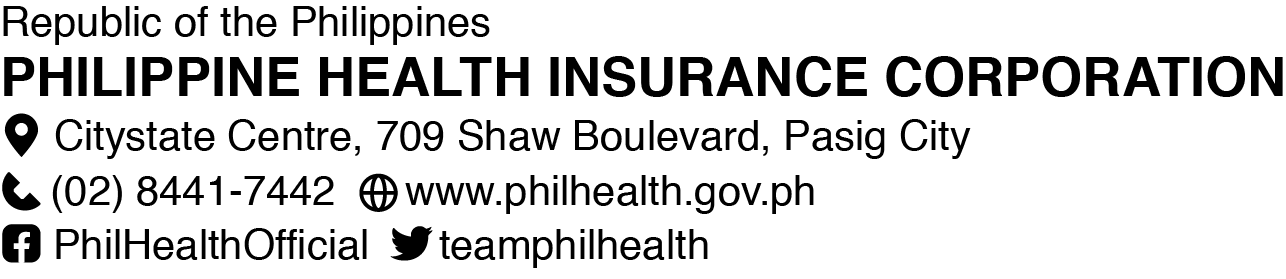 Republic of the Philippines
PHILIPPINE HEALTH INSURANCE CORPORATION
Citystate Centre, 709 Shaw Boulevard, Pasig City
(02) 8441-7442 www.philhealth.gov.ph
PhilHealthOfficial teamphilhealth